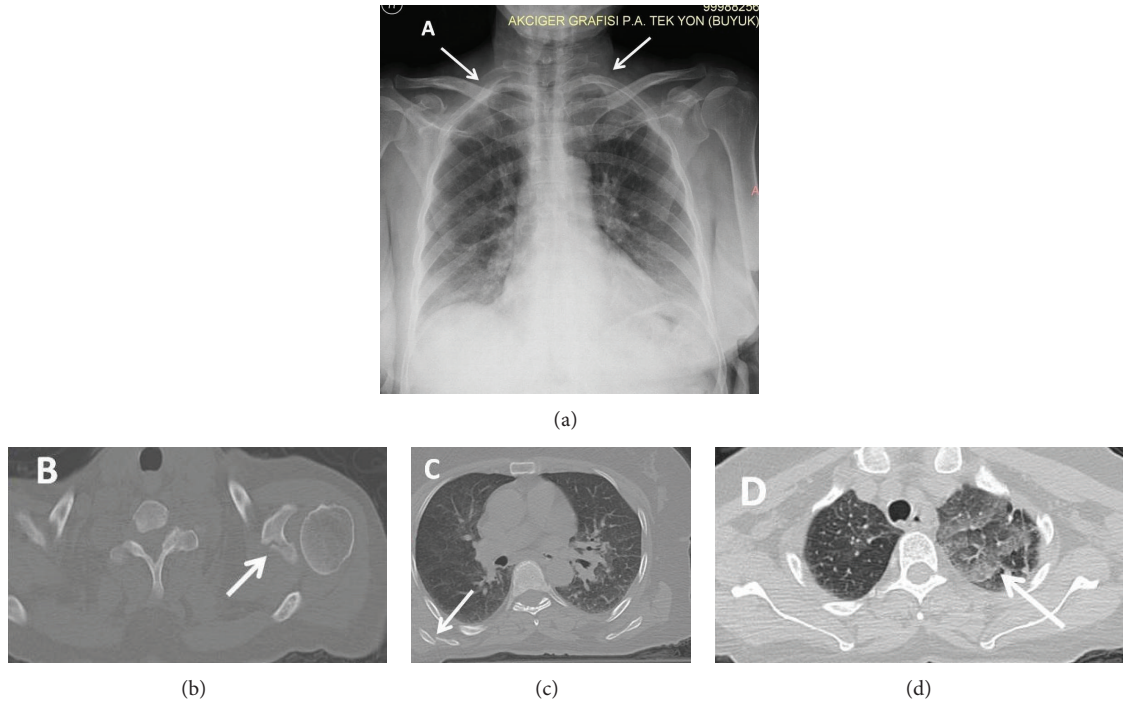 99988256
AKCIGER GRAFISI P.A. TEK YON (BUYUK)
A
A
(a)
B
C
D
(b)
(c)
(d)